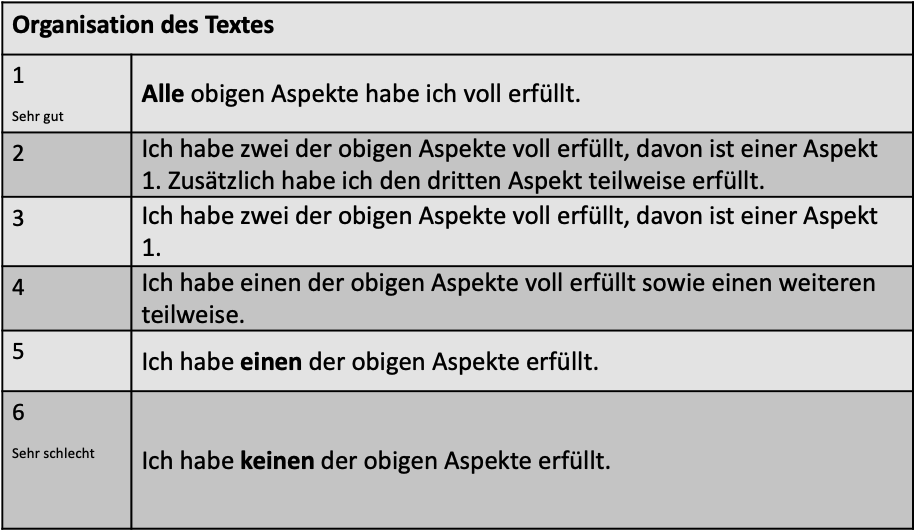 Organisation des Textes
1
Sehr gut
Alle obigen Aspekte habe ich voll erfüllt.
2
Ich habe zwei der obigen Aspekte voll erfüllt, davon ist einer Aspekt
1. Zusätzlich habe ich den dritten Aspekt teilweise erfüllt.
3
Ich habe zwei der obigen Aspekte voll erfüllt, davon ist einer Aspekt
1.
4
Ich habe einen der obigen Aspekte voll erfüllt sowie einen weiteren
teilweise.
5
Ich habe einen der obigen Aspekte erfüllt.
6
Sehr schlecht
Ich habe keinen der obigen Aspekte erfüllt.